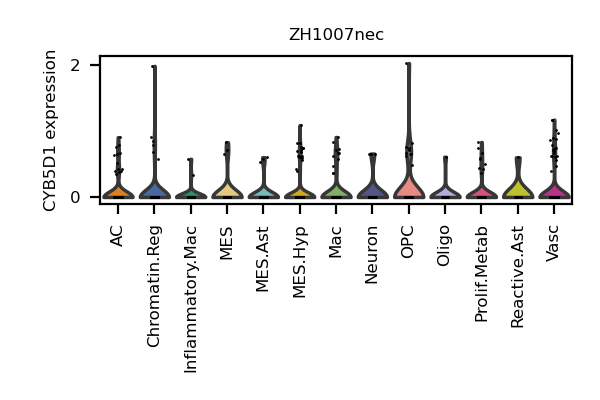 ZH1007nec
CYB5D1 expression
2
0
AC
Chromatin.Reg
Inflammatory.Mac
MES
MES.Ast
MES.Hyp
Mac
Neuron
OPC
Oligo
Prolif.Metab
Reactive.Ast
Vasc